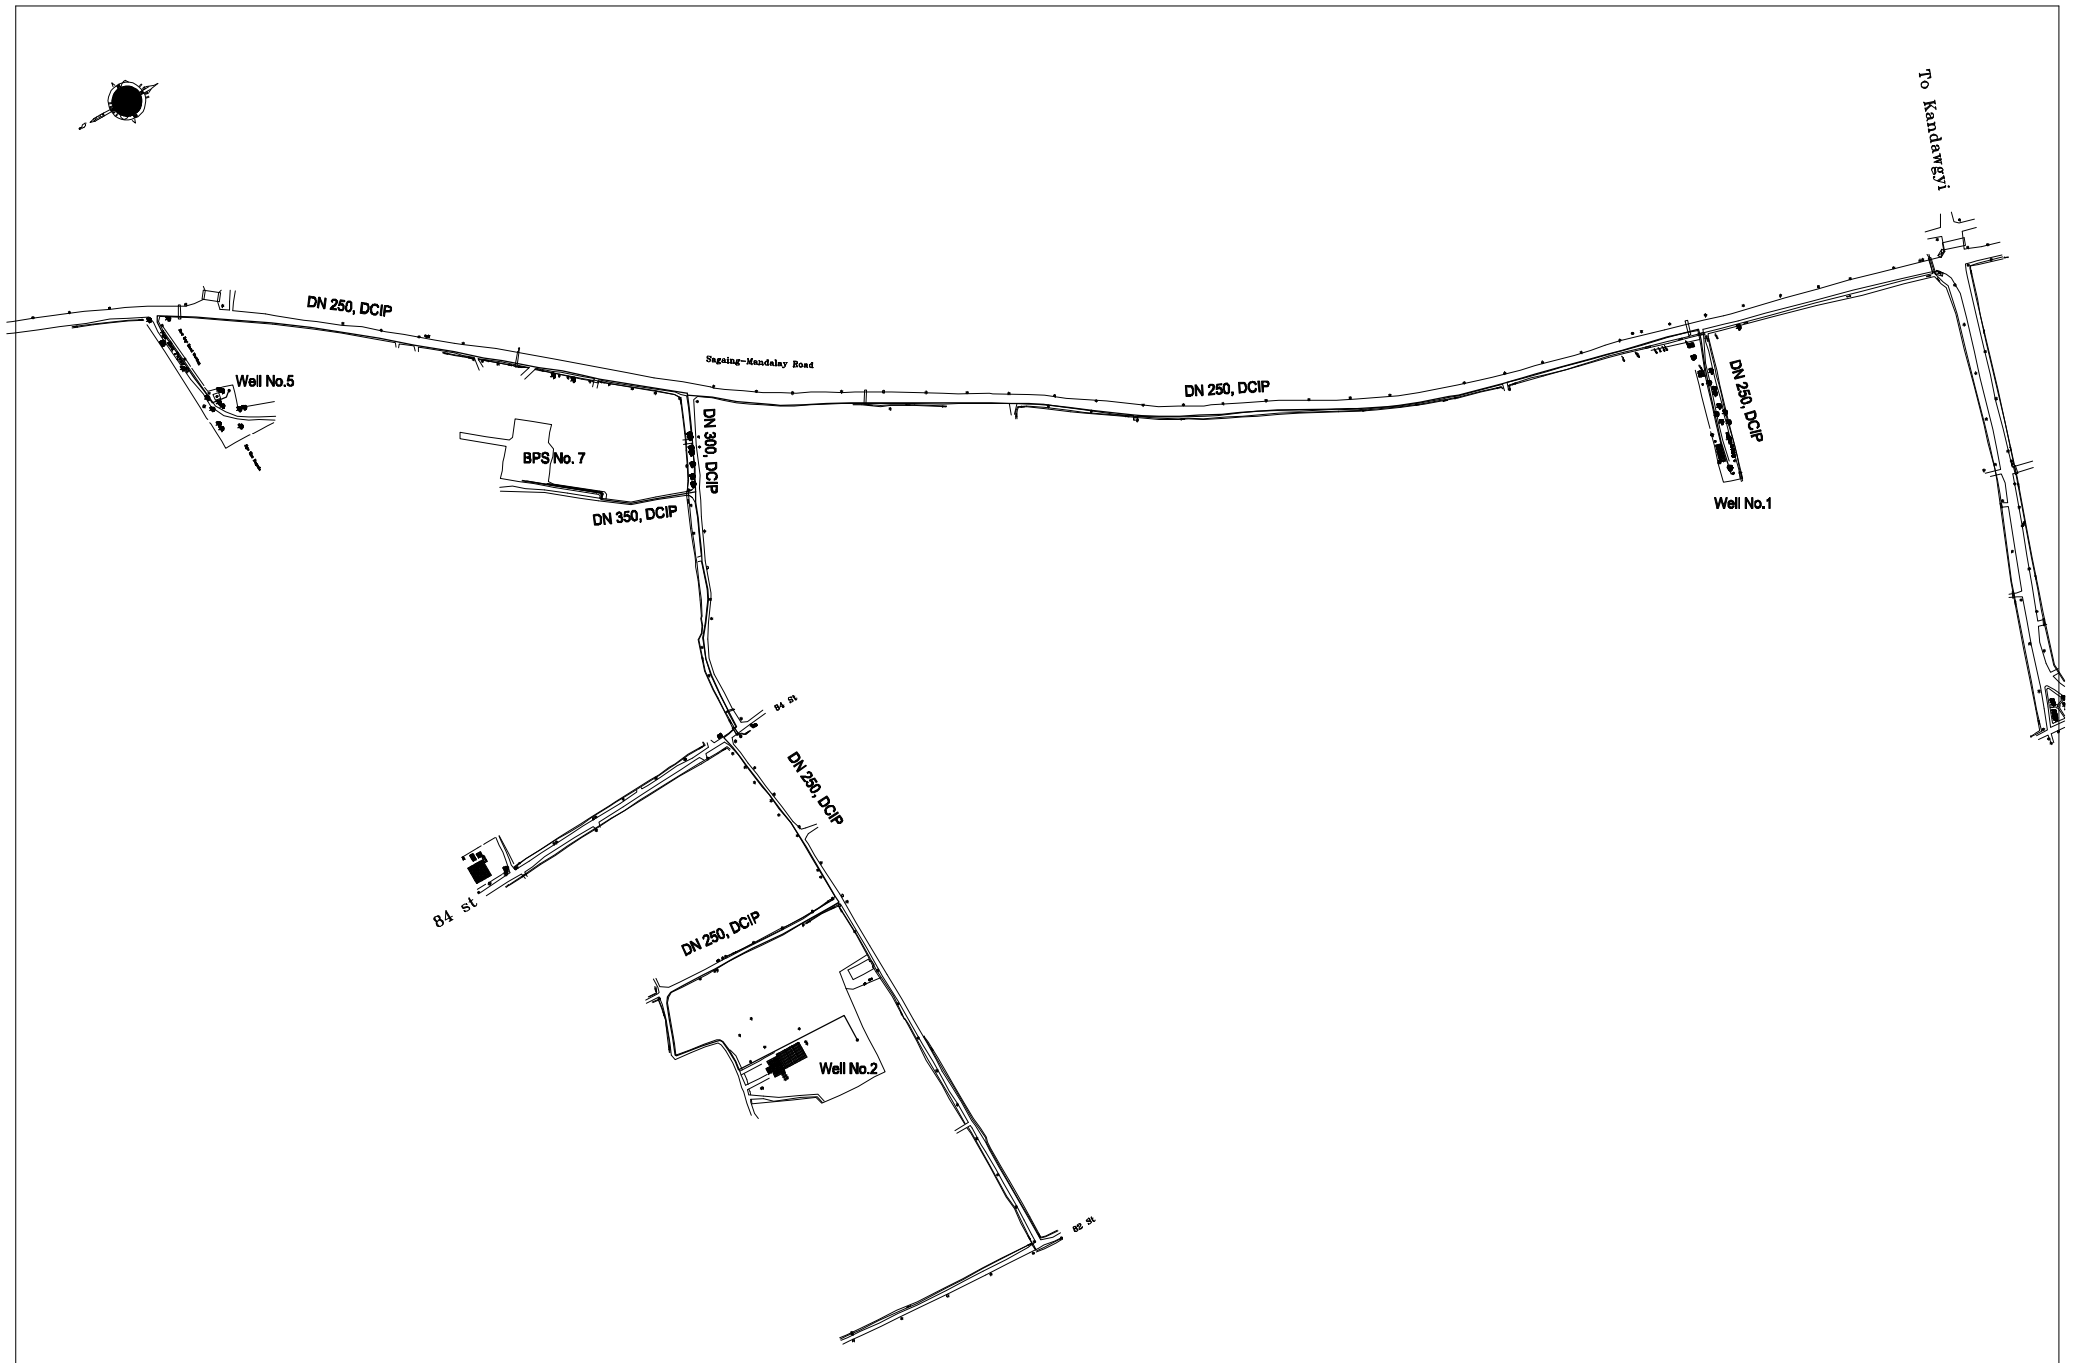 To Kandawgyi
DN 250, DCIP
Sagaing-Mandalay Road
Well No.5
DN 250, DCIP
DN 250, DCIP
DN 300, DCIP
BPS No. 7
DN 350, DCIP
Well No.1
84 St
DN 250, DCIP
84 st
DN 250, DCIP
Well No.2
82 St